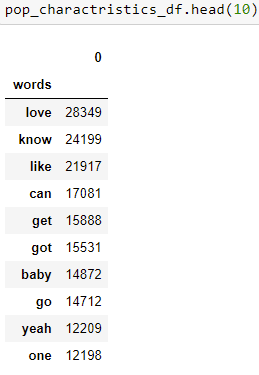 pop_charactristics_df.head(10)
0
words
love 28349
know 24199
like 21917
can 17081
get 15888
got 15531
baby 14872
go 14712
yeah 12209
one 12198